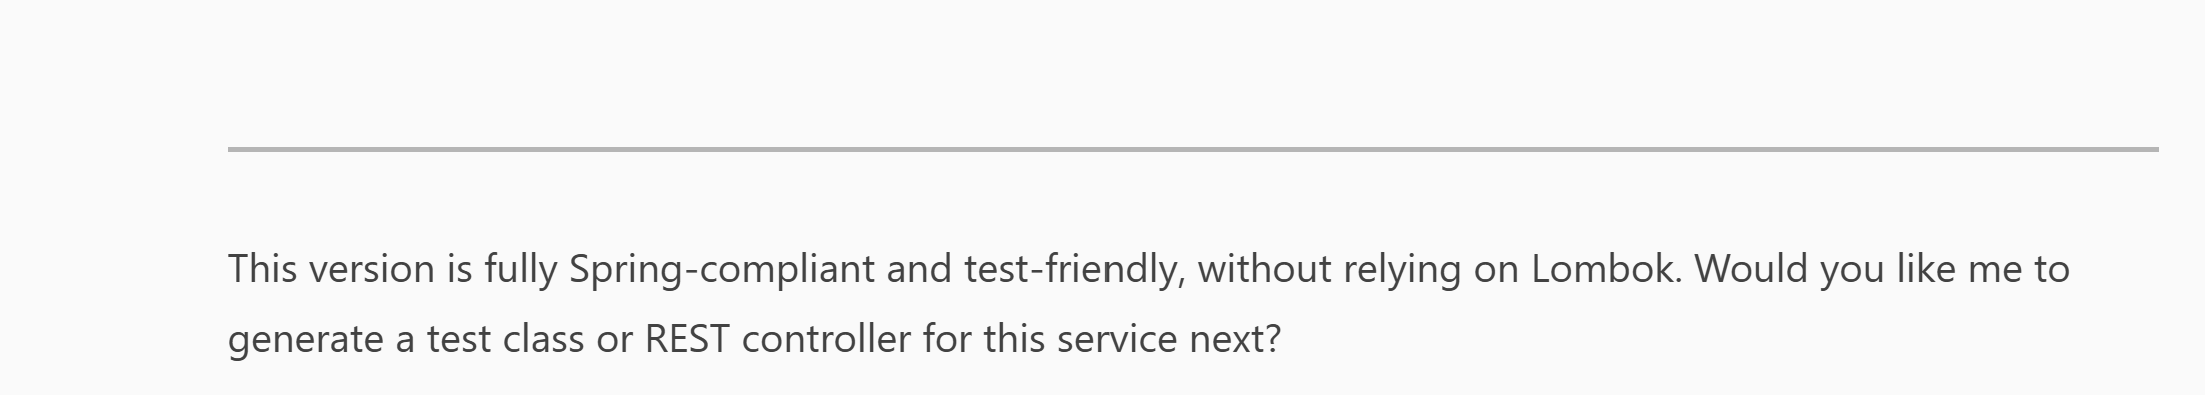 This version is fully Spring-compliant and test-friendly, without relying on Lombok. Would you like me to
generate a test class or REST controller for this service next?